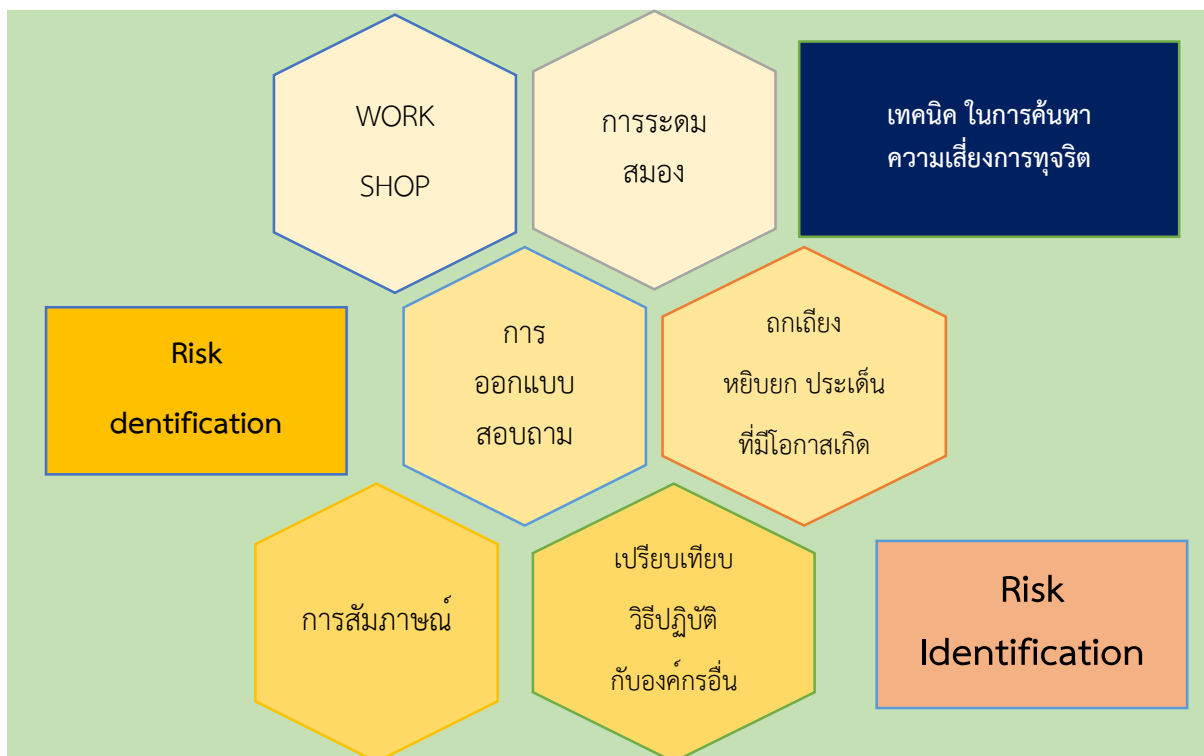 WORK
SHOP
การระดม
สมอง
เทคนิค ในการค้นหา
ความเสี่ยงการทุจริต
Risk
dentification
การ
ออกแบบ
สอบถาม
ถกเถียง
หยิบยก ประเด็น
ที่มีโอกาสเกิด
การสัมภาษณ์
เปรียบเทียบ
วิธีปฏิบัติ
กับองค์กรอื่น
Risk
Identification